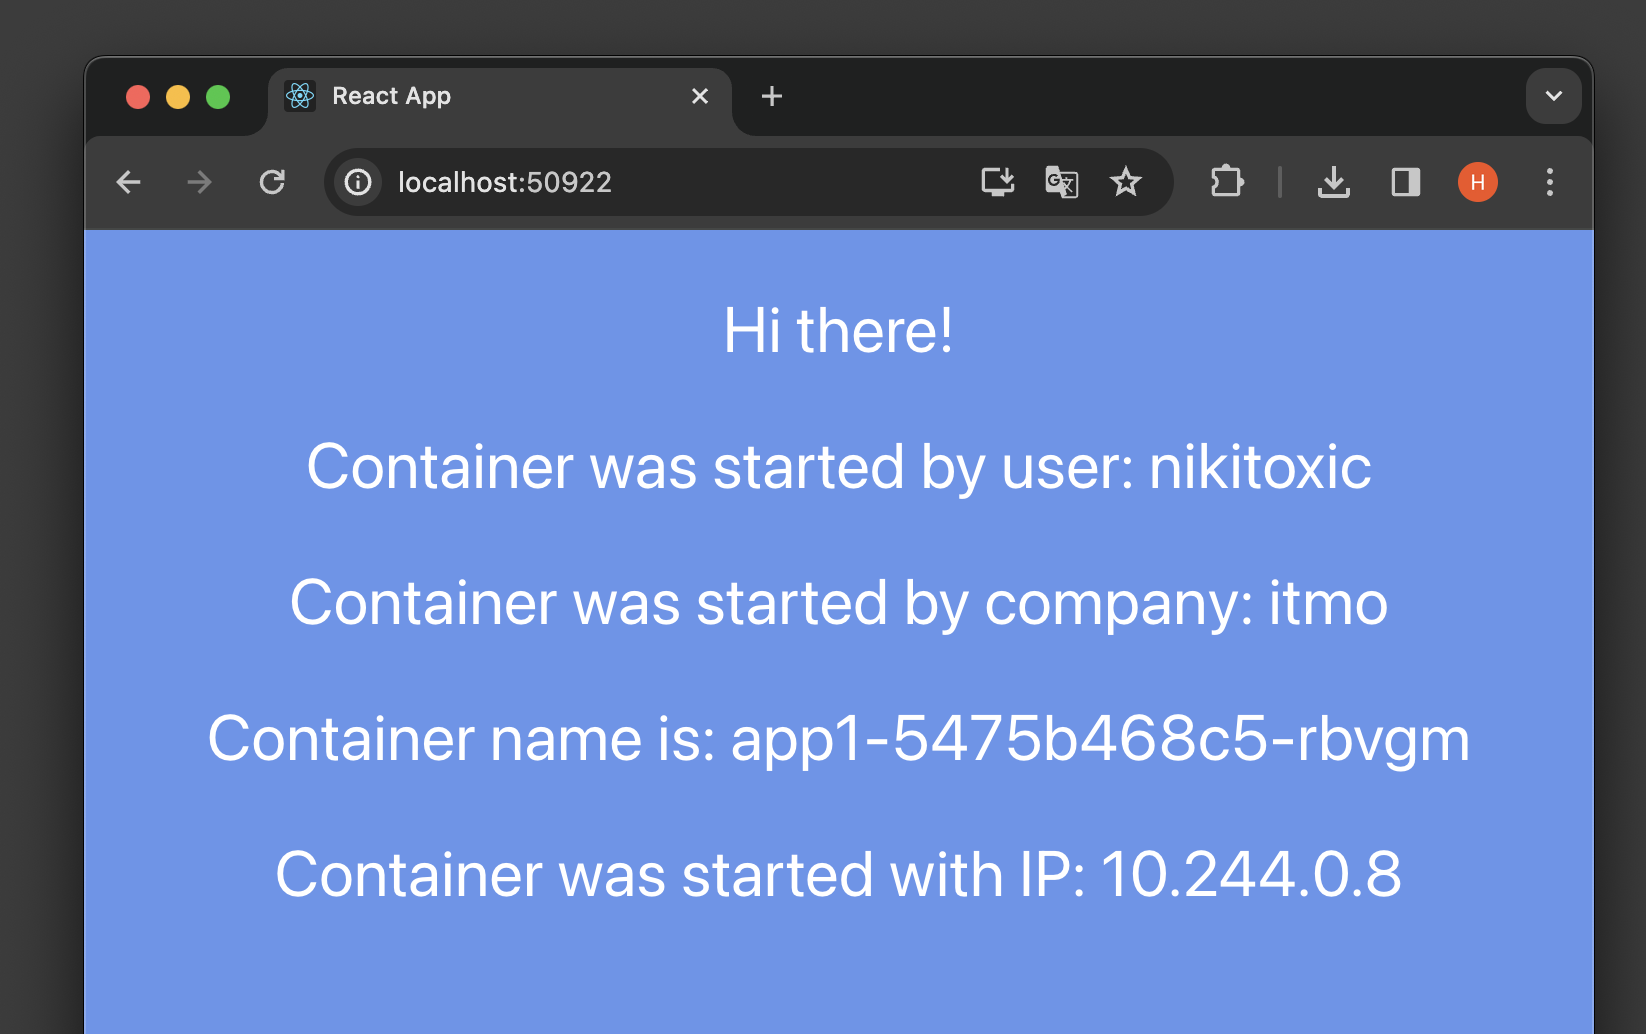 React App
localhost:50922
H
Hi there!
Container was started by user: nikitoxic
Container was started by company: itmo
Container name is: app1-5475b468c5-rbvgm
Container was started with IP: 10.244.0.8